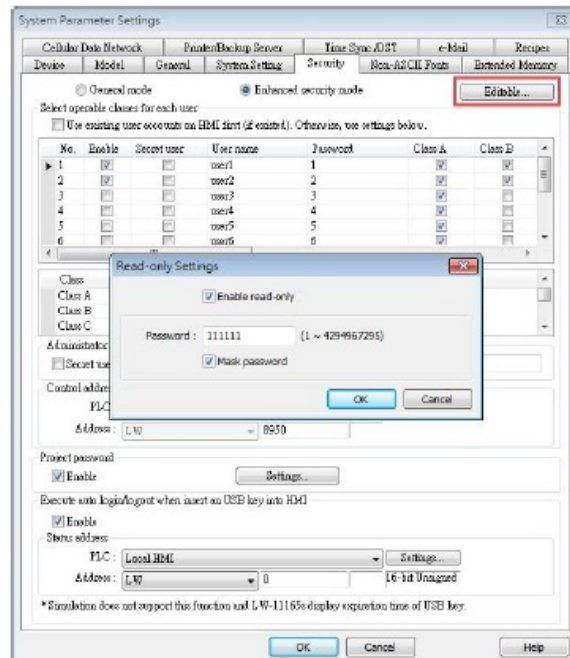 System Parameter Settings
Cellular Data Network Printer/Backup Server Time Sync./DST e-Mail Recipes
Device Model General System Setting Security Non-ASCII Fonts Extended Memory
General mode Enhanced security mode Editable...
Select operable classes for each user
Use existing user accounts on HMI first (if existed). Otherwise, use settings below.
No. Enable Secret user User name Password Class A Class B
1 user1 1
2 user2 2
3 user3 3
4 user4 4
5 user5 5
6 user6 6
Read-only Settings
Enable read-only
Password : 111111 (1 ~ 4294967295)
Mask password
OK Cancel
Class
Class A
Class B
Class C
Administrator
Secret use
Control addre
PLC
Address : LW 8950
Project password
Enable Settings...
Execute auto login/logout when insert an USB key into HMI
Enable
Status address
PLC : Local HMI Settings...
Address : LW 0 16-bit Unsigned
* Simulation does not support this function and LW-11165s display expiration time of USB key.
OK Cancel Help